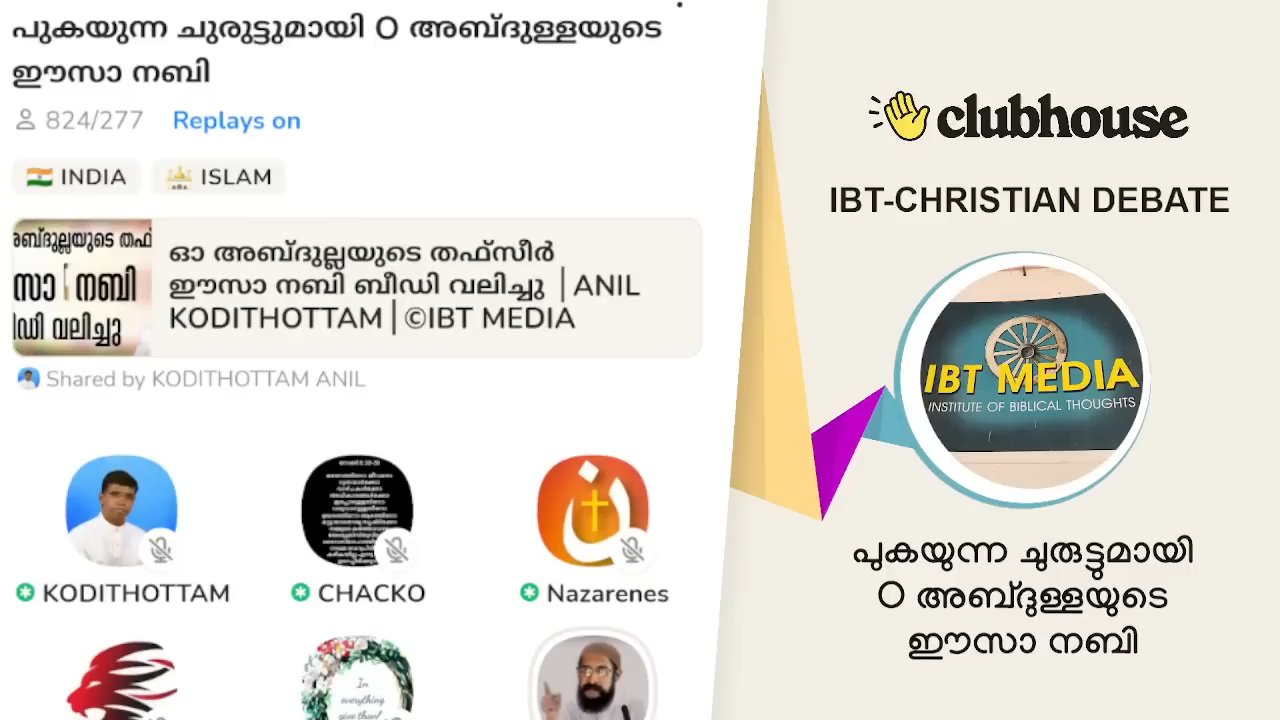 പുകയുന്ന ചുരുട്ടുമായി O അബ്ദുള്ളയുടെ
ഈസാ നബി
824/277 Replays on
INDIA ISLAM
ഓ അബ്ദുല്ലയുടെ തഫ്സീർ
ഈസാ നബി ബീഡി വലിച്ചു | ANIL
KODITHOTTAM | ©IBT MEDIA
Shared by KODITHOTTAM ANIL
KODITHOTTAM
CHACKO
Nazarenes
In
everything
clubhouse
IBT-CHRISTIAN DEBATE
IBT MEDIA
INSTITUTE OF BIBLICAL THOUGHTS
പുകയുന്ന ചുരുട്ടുമായി
O അബ്ദുള്ളയുടെ
ഈസാ നബി